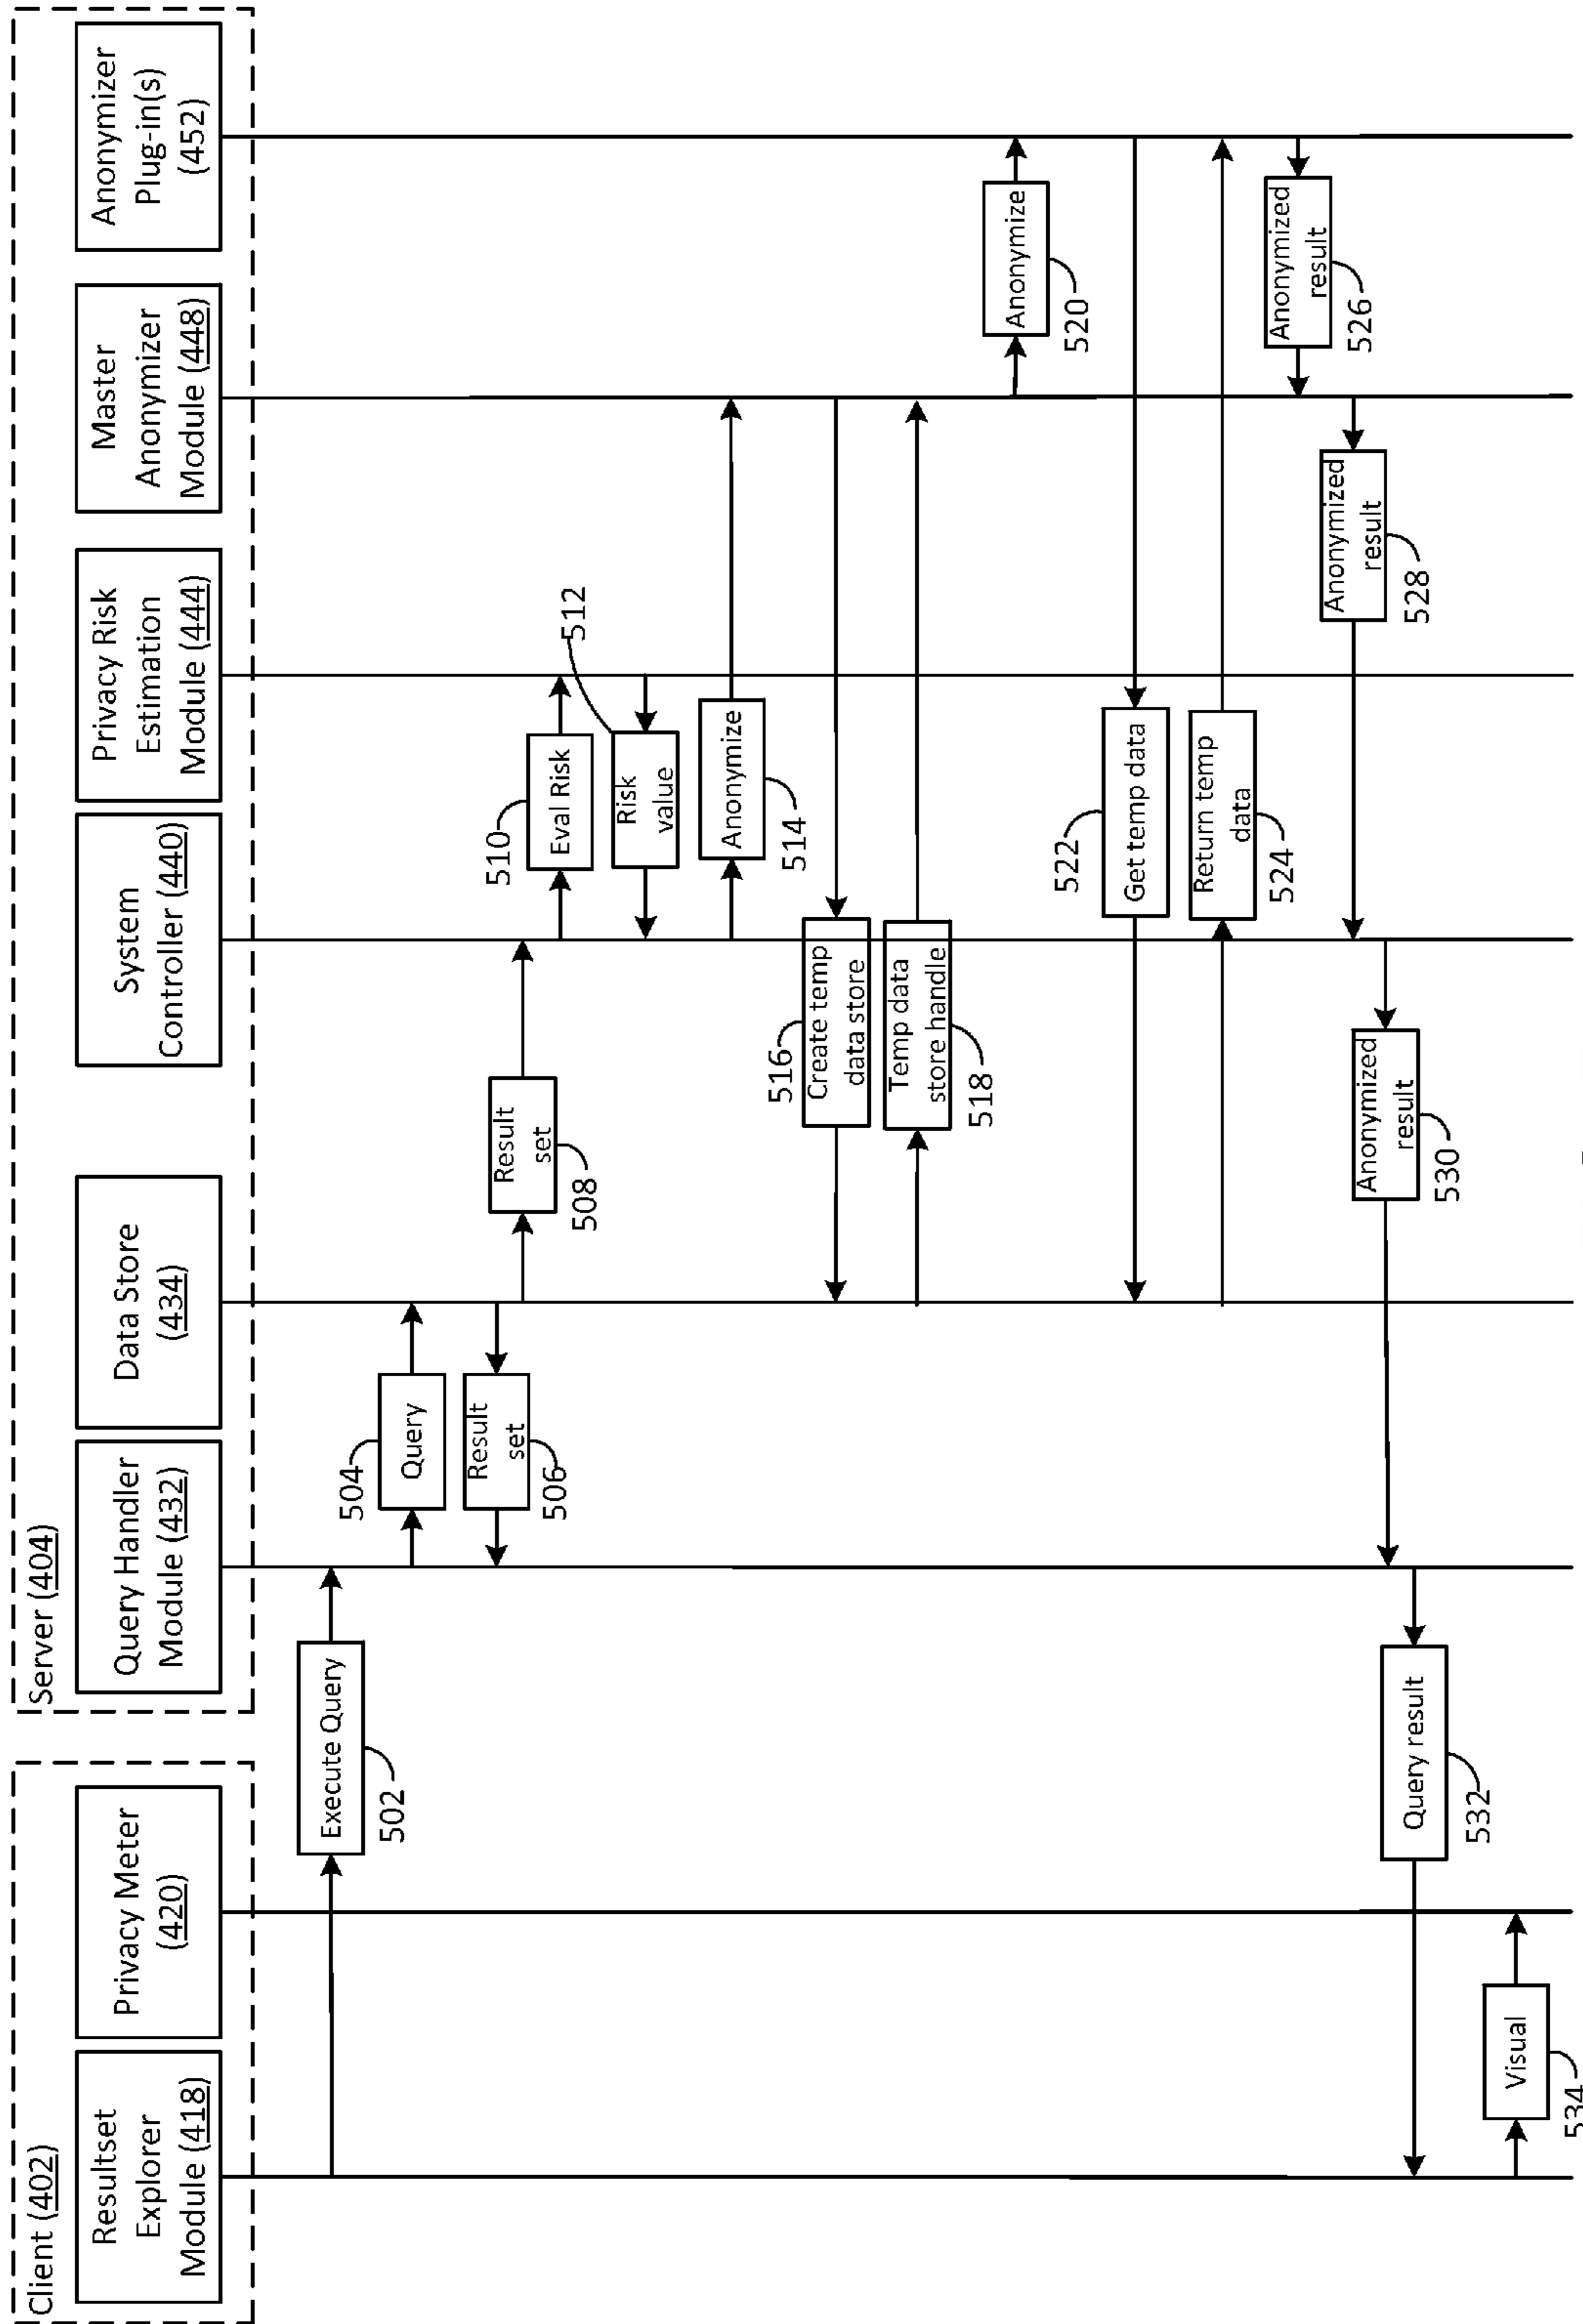 Client (402)
Resultset
Explorer
Module (418)
Privacy Meter
(420)
Server (404)
Query Handler
Module (432)
Data Store
(434)
System
Controller (440)
Privacy Risk
Estimation
Module (444)
Master
Anonymizer
Module (448)
Anonymizer
Plug-in(s)
(452)
Execute Query
502
504
Query
Result
set
506
Result
set
508
510
Eval Risk
512
Risk
value
Anonymize
514
516
Create temp
data store
Temp data
store handle
518
Anonymize
520
522
Get temp data
Return temp
data
524
Anonymized
result
526
Anonymized
result
528
Anonymized
result
530
Query result
532
Visual
534